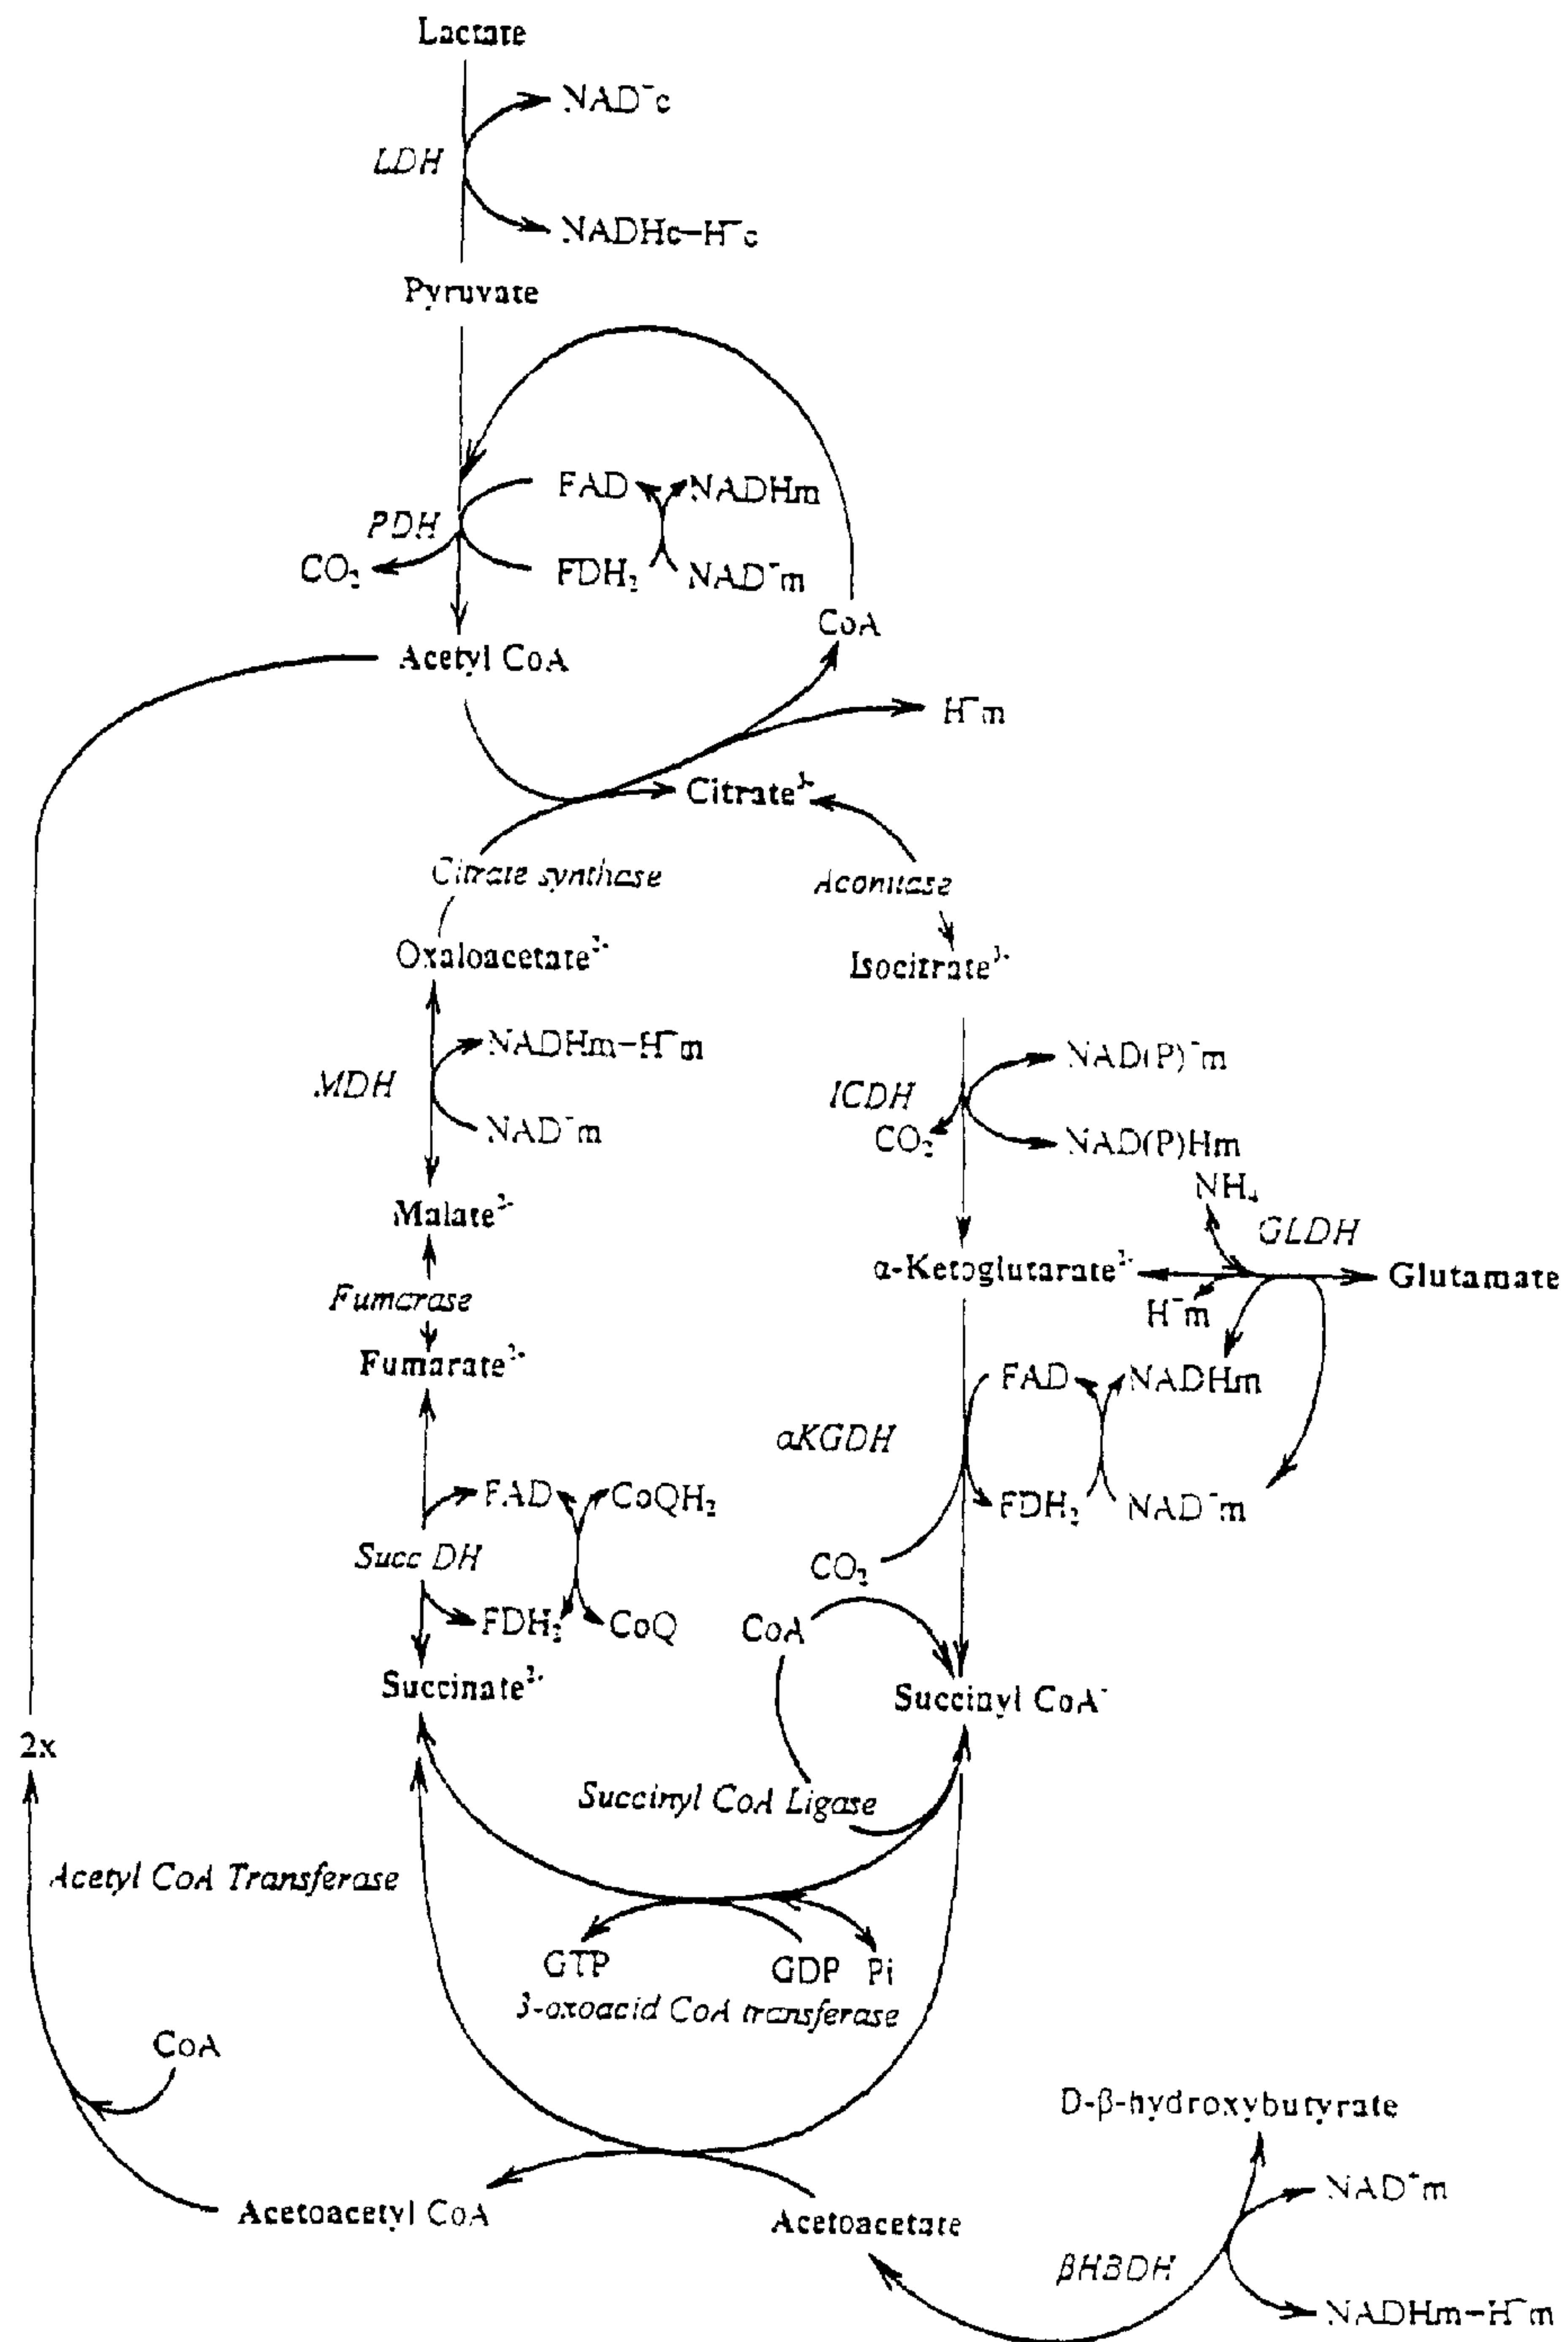 Lactate
NAD⁺c
LDH
NADHc–H⁺c
Pyruvate
FAD NADHm
PDH
CO₂ FDH₂ NAD⁺m
CoA
Acetyl CoA
H⁺m
Citrate³⁻
Citrate synthase Aconitase
Oxaloacetate²⁻ Isocitrate³⁻
NADHm–H⁺m NAD(P)⁺m
MDH ICDH
NAD⁺m CO₂ NAD(P)Hm
NH₄
Malate²⁻ GLDH
α-Ketoglutarate²⁻ Glutamate
Fumarase H⁺m
Fumarate²⁻
FAD NADHm
αKGDH
FAD CoQH₂ FDH₂ NAD⁺m
Succ DH CO₂
FDH₂ CoQ CoA
Succinate²⁻ Succinyl CoA⁻
2x
Succinyl CoA Ligase
Acetyl CoA Transferase
GTP GDP Pi
3-oxoacid CoA transferase
CoA
D-β-hydroxybutyrate
NAD⁺m
Acetoacetyl CoA Acetoacetate
βHBDH
NADHm–H⁺m